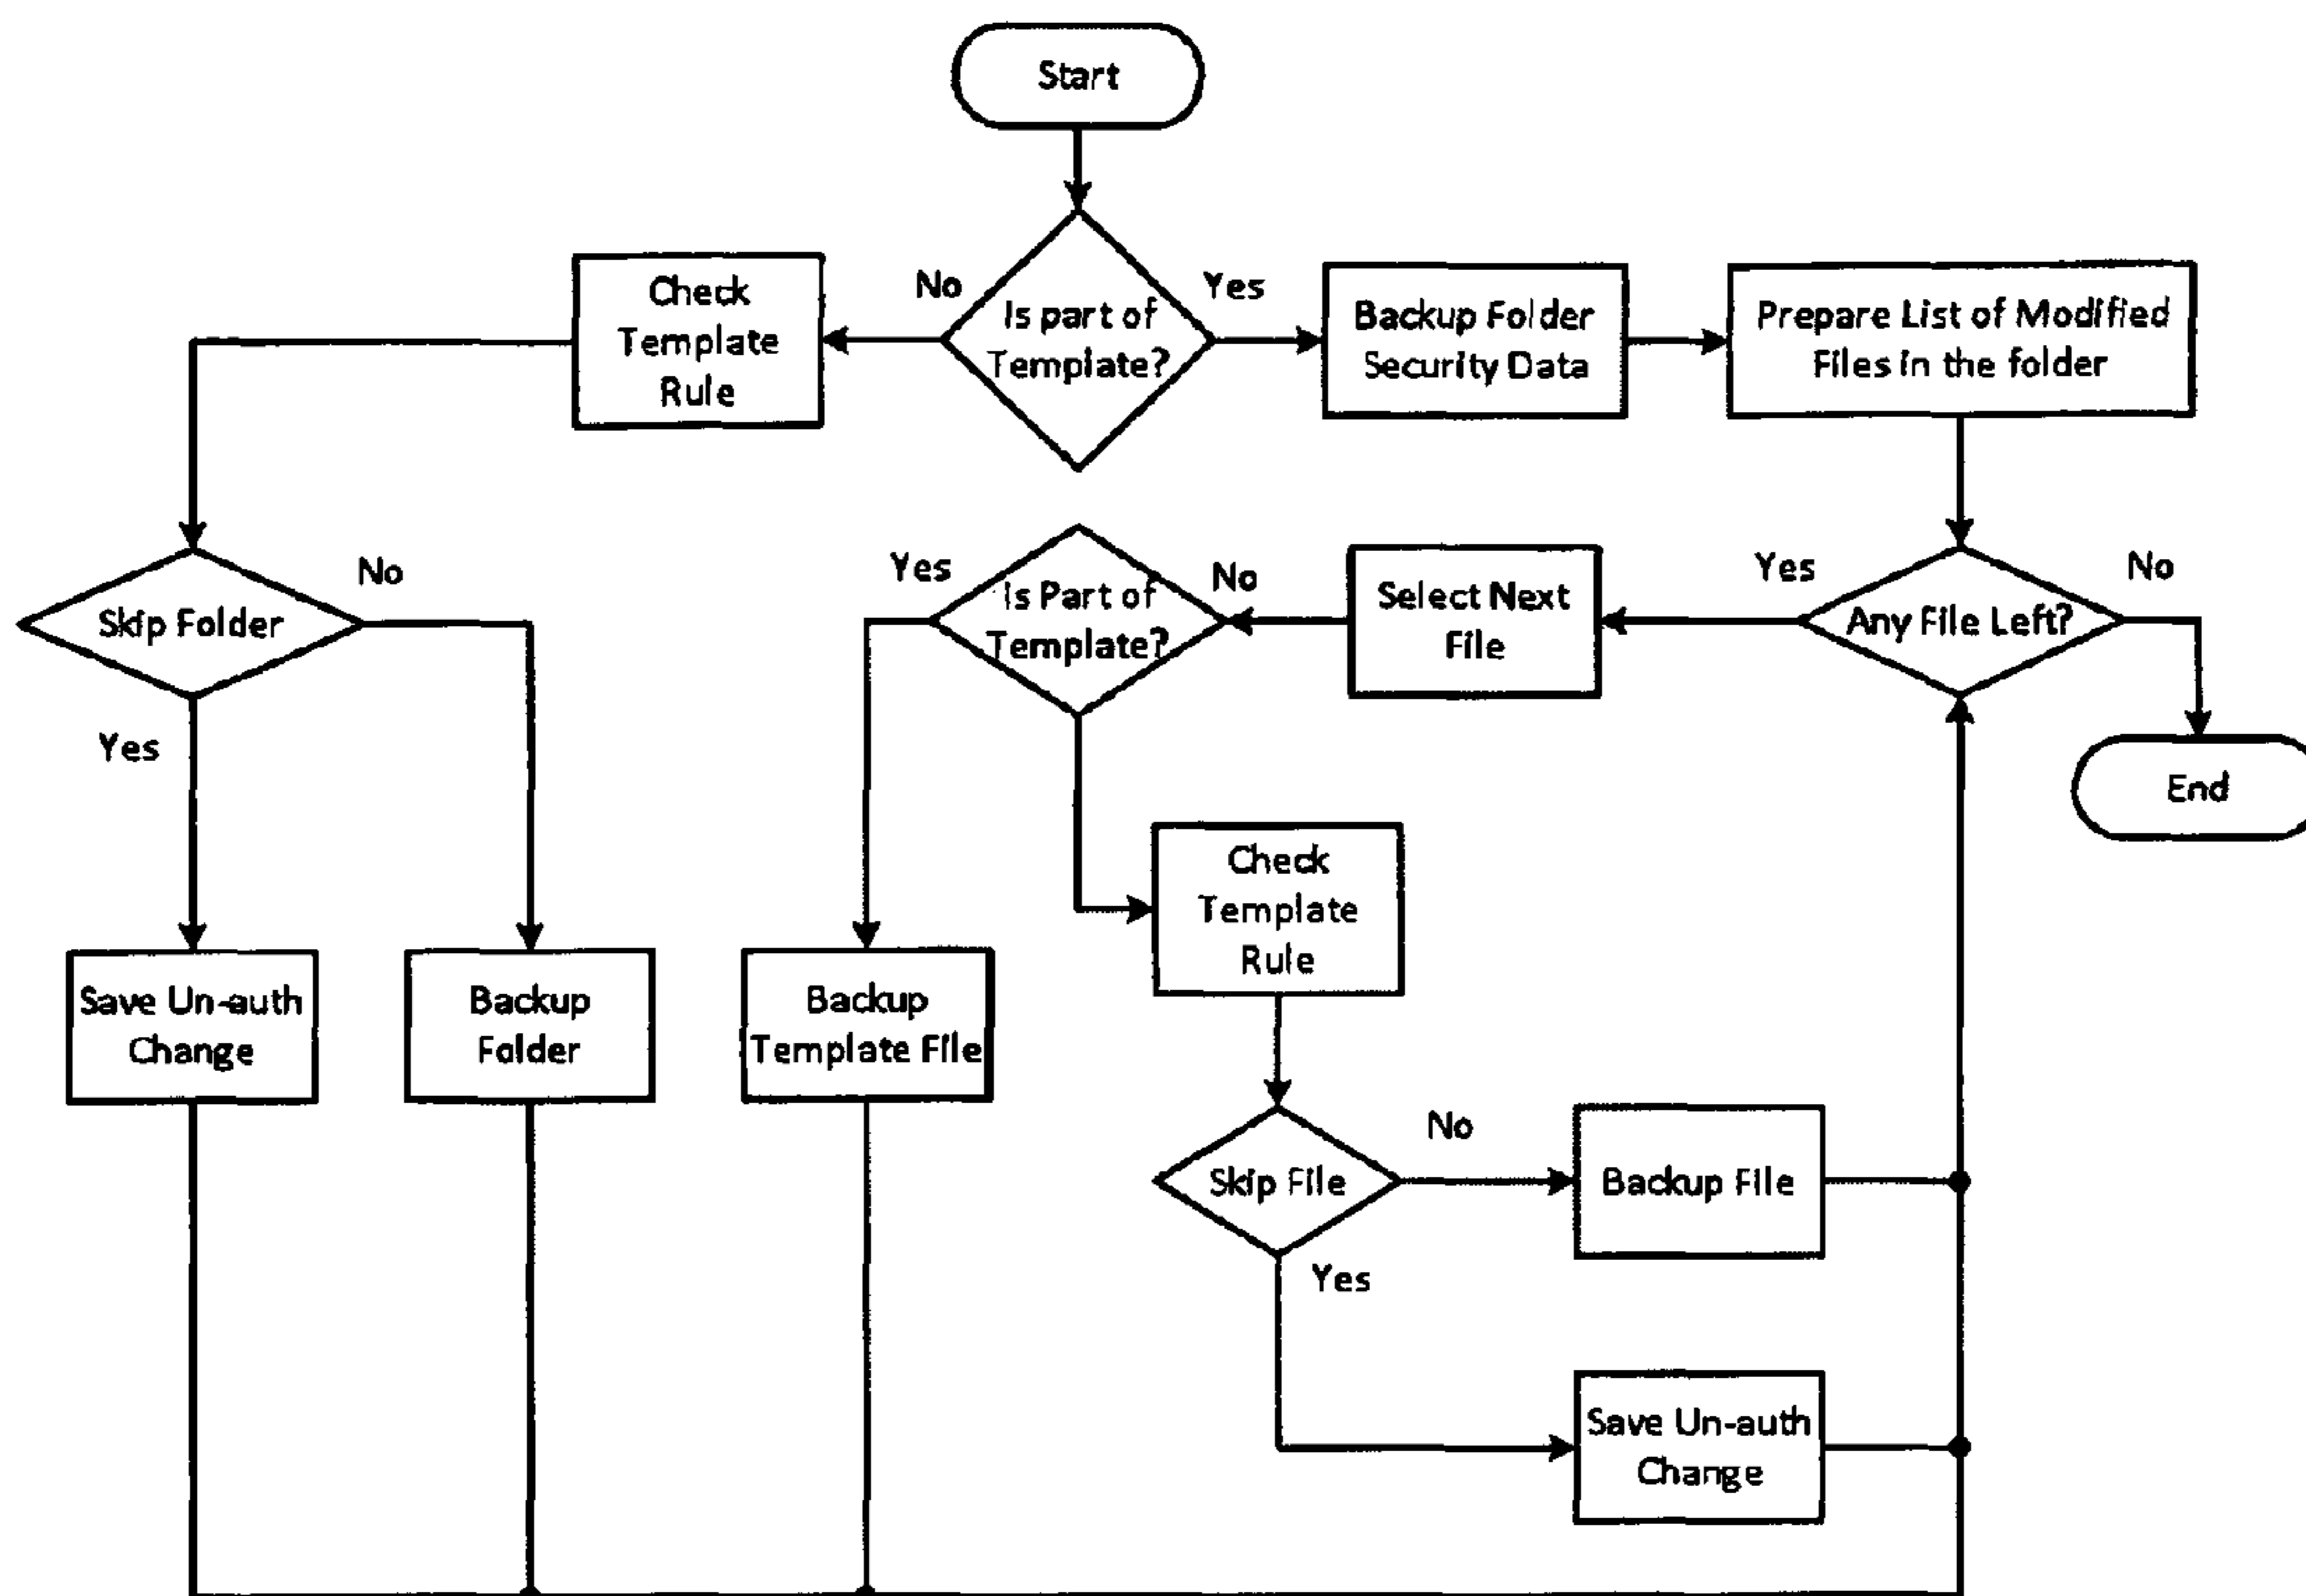 Start
Check
Template
Rule
No
Is part of
Template?
Yes
Backup Folder
Security Data
Prepare List of Modified
Files in the folder
Skip Folder
No
Yes
Yes
Is Part of
Template?
No
Select Next
File
Yes
Any File Left?
No
End
Check
Template
Rule
Save Un-auth
Change
Backup
Folder
Backup
Template File
Skip File
No
Backup File
Yes
Save Un-auth
Change